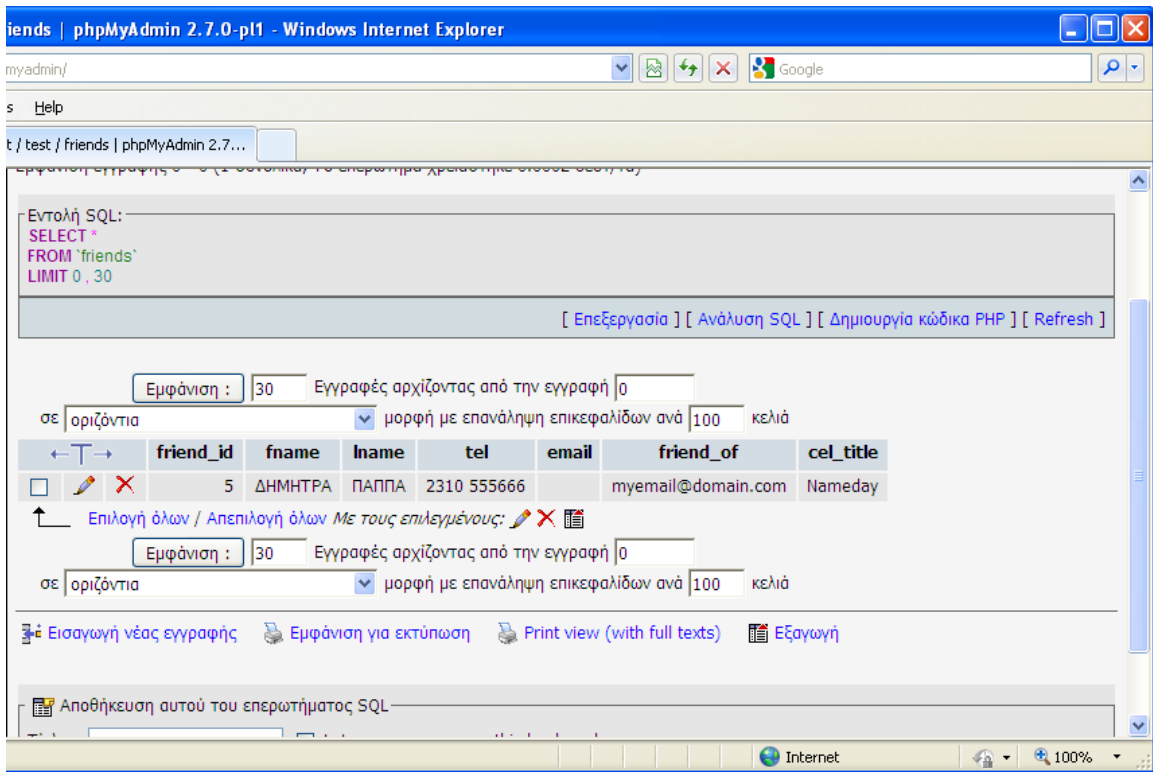 iends | phpMyAdmin 2.7.0-pl1 - Windows Internet Explorer
myadmin/
Google
s Help
t / test / friends | phpMyAdmin 2.7...
Εντολή SQL:
SELECT *
FROM `friends`
LIMIT 0 , 30
[ Επεξεργασία ] [ Ανάλυση SQL ] [ Δημιουργία κώδικα PHP ] [ Refresh ]
Εμφάνιση : 30 Εγγραφές αρχίζοντας από την εγγραφή 0
σε οριζόντια μορφή με επανάληψη επικεφαλίδων ανά 100 κελιά
←T→ friend_id fname lname tel email friend_of cel_title
5 ΔΗΜΗΤΡΑ ΠΑΠΠΑ 2310 555666 myemail@domain.com Nameday
Επιλογή όλων / Απεπιλογή όλων Με τους επιλεγμένους:
Εμφάνιση : 30 Εγγραφές αρχίζοντας από την εγγραφή 0
σε οριζόντια μορφή με επανάληψη επικεφαλίδων ανά 100 κελιά
Εισαγωγή νέας εγγραφής Εμφάνιση για εκτύπωση Print view (with full texts) Εξαγωγή
Αποθήκευση αυτού του επερωτήματος SQL
Internet 100%